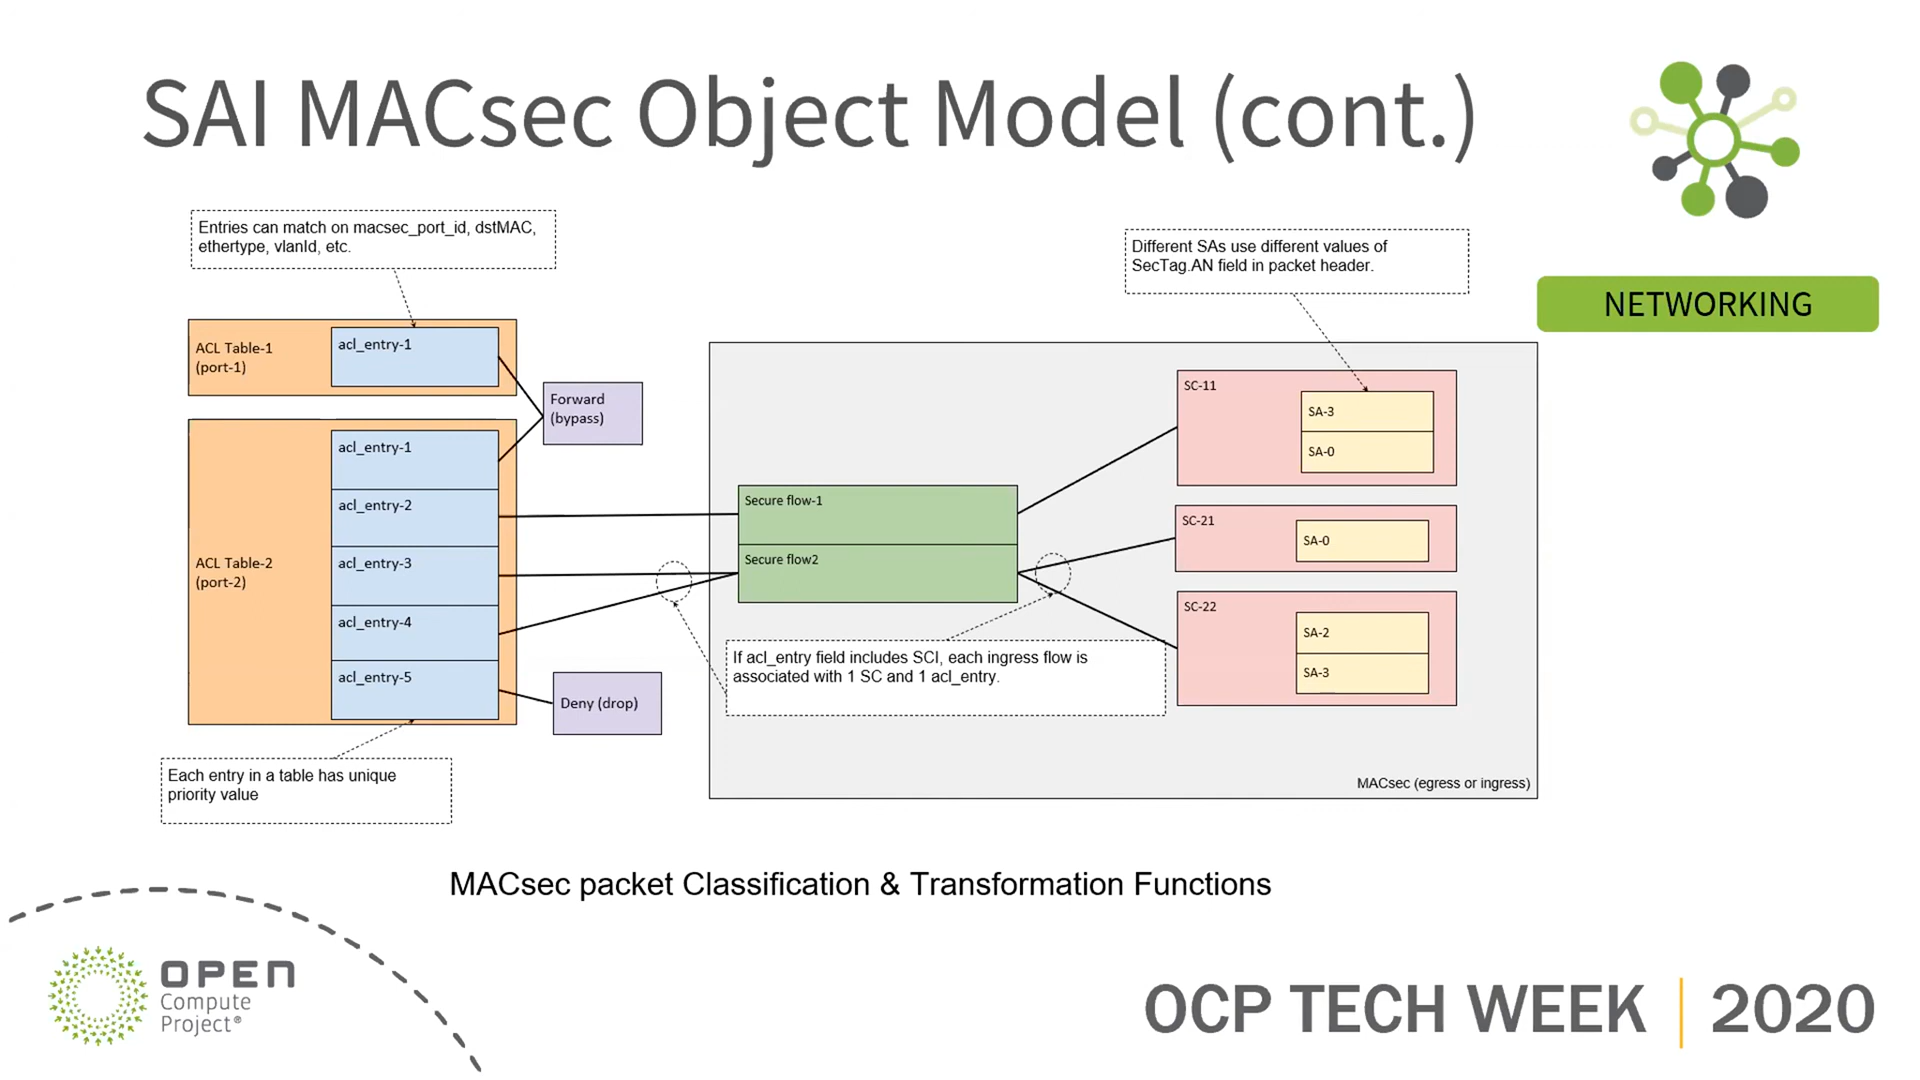 SAI MACsec Object Model (cont.)
Entries can match on macsec_port_id, dstMAC,
ethertype, vlanId, etc.
Different SAs use different values of
SecTag.AN field in packet header.
NETWORKING
ACL Table-1
(port-1)
acl_entry-1
Forward
(bypass)
ACL Table-2
(port-2)
acl_entry-1
acl_entry-2
acl_entry-3
acl_entry-4
acl_entry-5
Deny (drop)
Secure flow-1
Secure flow2
SC-11
SA-3
SA-0
SC-21
SA-0
SC-22
SA-2
SA-3
If acl_entry field includes SCI, each ingress flow is
associated with 1 SC and 1 acl_entry.
MACsec (egress or ingress)
Each entry in a table has unique
priority value
MACsec packet Classification & Transformation Functions
OPEN
Compute
Project®
OCP TECH WEEK | 2020